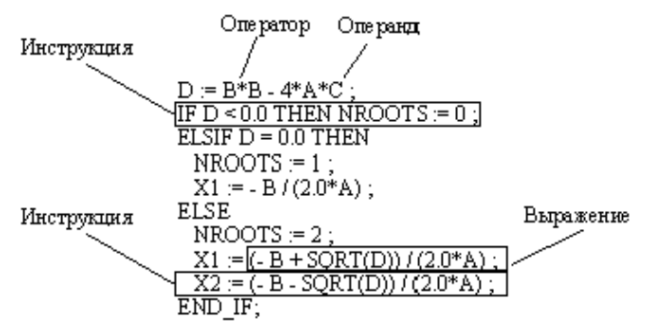 Оператор Операнд
Инструкция
D := B*B - 4*A*C ;
IF D < 0.0 THEN NROOTS := 0 ;
ELSIF D = 0.0 THEN
NROOTS := 1 ;
X1 := - B / (2.0*A) ;
ELSE
Инструкция
Выражение
NROOTS := 2 ;
X1 := (- B + SQRT(D)) / (2.0*A) ;
X2 := (- B - SQRT(D)) / (2.0*A) ;
END_IF;